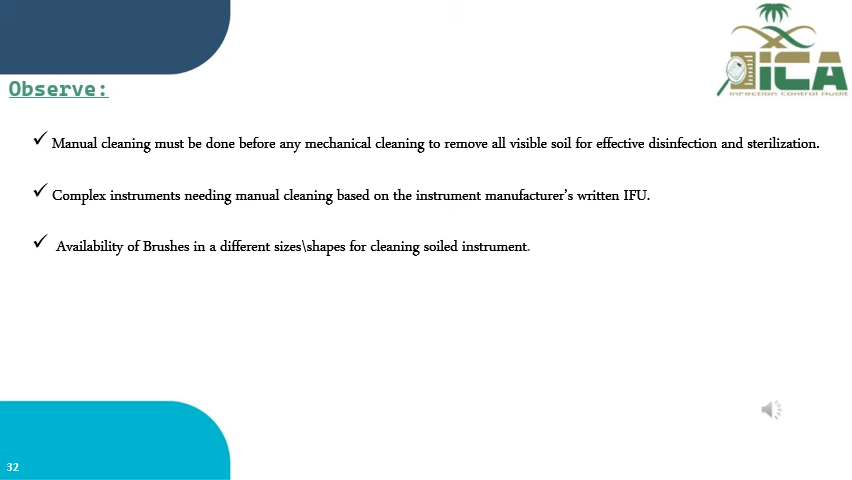 ICA
Infection Control Audit
Observe:
✓ Manual cleaning must be done before any mechanical cleaning to remove all visible soil for effective disinfection and sterilization.
✓ Complex instruments needing manual cleaning based on the instrument manufacturer’s written IFU.
✓ Availability of Brushes in a different sizes\shapes for cleaning soiled instrument.
32